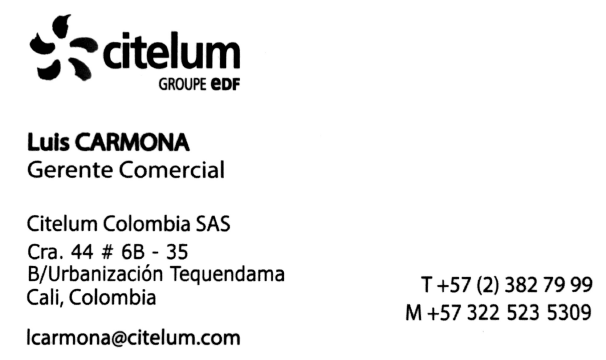 citelum
GROUPE eDF
Luis CARMONA
Gerente Comercial
Citelum Colombia SAS
Cra. 44 # 6B - 35
B/Urbanización Tequendama
Cali, Colombia
lcarmona@citelum.com
T +57 (2) 382 79 99
M +57 322 523 5309